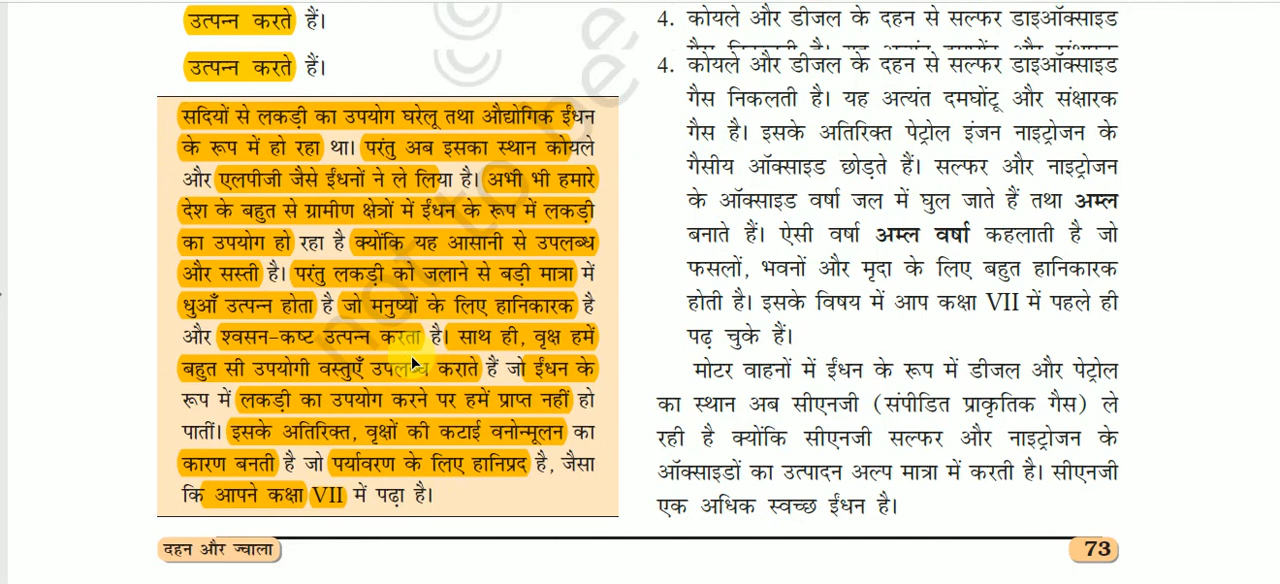 उत्पन्न करते हैं।
उत्पन्न करते हैं।
सदियों से लकड़ी का उपयोग घरेलू तथा औद्योगिक ईंधन
के रूप में हो रहा था। परंतु अब इसका स्थान कोयले
और एलपीजी जैसे ईंधनों ने ले लिया है। अभी भी हमारे
देश के बहुत से ग्रामीण क्षेत्रों में ईंधन के रूप में लकड़ी
का उपयोग हो रहा है क्योंकि यह आसानी से उपलब्ध
और सस्ती है। परंतु लकड़ी को जलाने से बड़ी मात्रा में
धुआँ उत्पन्न होता है जो मनुष्यों के लिए हानिकारक है
और श्वसन-कष्ट उत्पन्न करता है। साथ ही, वृक्ष हमें
बहुत सी उपयोगी वस्तुएँ उपलब्ध कराते हैं जो ईंधन के
रूप में लकड़ी का उपयोग करने पर हमें प्राप्त नहीं हो
पातीं। इसके अतिरिक्त, वृक्षों की कटाई वनोन्मूलन का
कारण बनती है जो पर्यावरण के लिए हानिप्रद है, जैसा
कि आपने कक्षा VII में पढ़ा है।
4. कोयले और डीजल के दहन से सल्फर डाइऑक्साइड
4. कोयले और डीजल के दहन से सल्फर डाइऑक्साइड
गैस निकलती है। यह अत्यंत दमघोंटू और संक्षारक
गैस है। इसके अतिरिक्त पेट्रोल इंजन नाइट्रोजन के
गैसीय ऑक्साइड छोड़ते हैं। सल्फर और नाइट्रोजन
के ऑक्साइड वर्षा जल में घुल जाते हैं तथा अम्ल
बनाते हैं। ऐसी वर्षा अम्ल वर्षा कहलाती है जो
फसलों, भवनों और मृदा के लिए बहुत हानिकारक
होती है। इसके विषय में आप कक्षा VII में पहले ही
पढ़ चुके हैं।
मोटर वाहनों में ईंधन के रूप में डीजल और पेट्रोल
का स्थान अब सीएनजी (संपीडित प्राकृतिक गैस) ले
रही है क्योंकि सीएनजी सल्फर और नाइट्रोजन के
ऑक्साइडों का उत्पादन अल्प मात्रा में करती है। सीएनजी
एक अधिक स्वच्छ ईंधन है।
दहन और ज्वाला
73
not to be